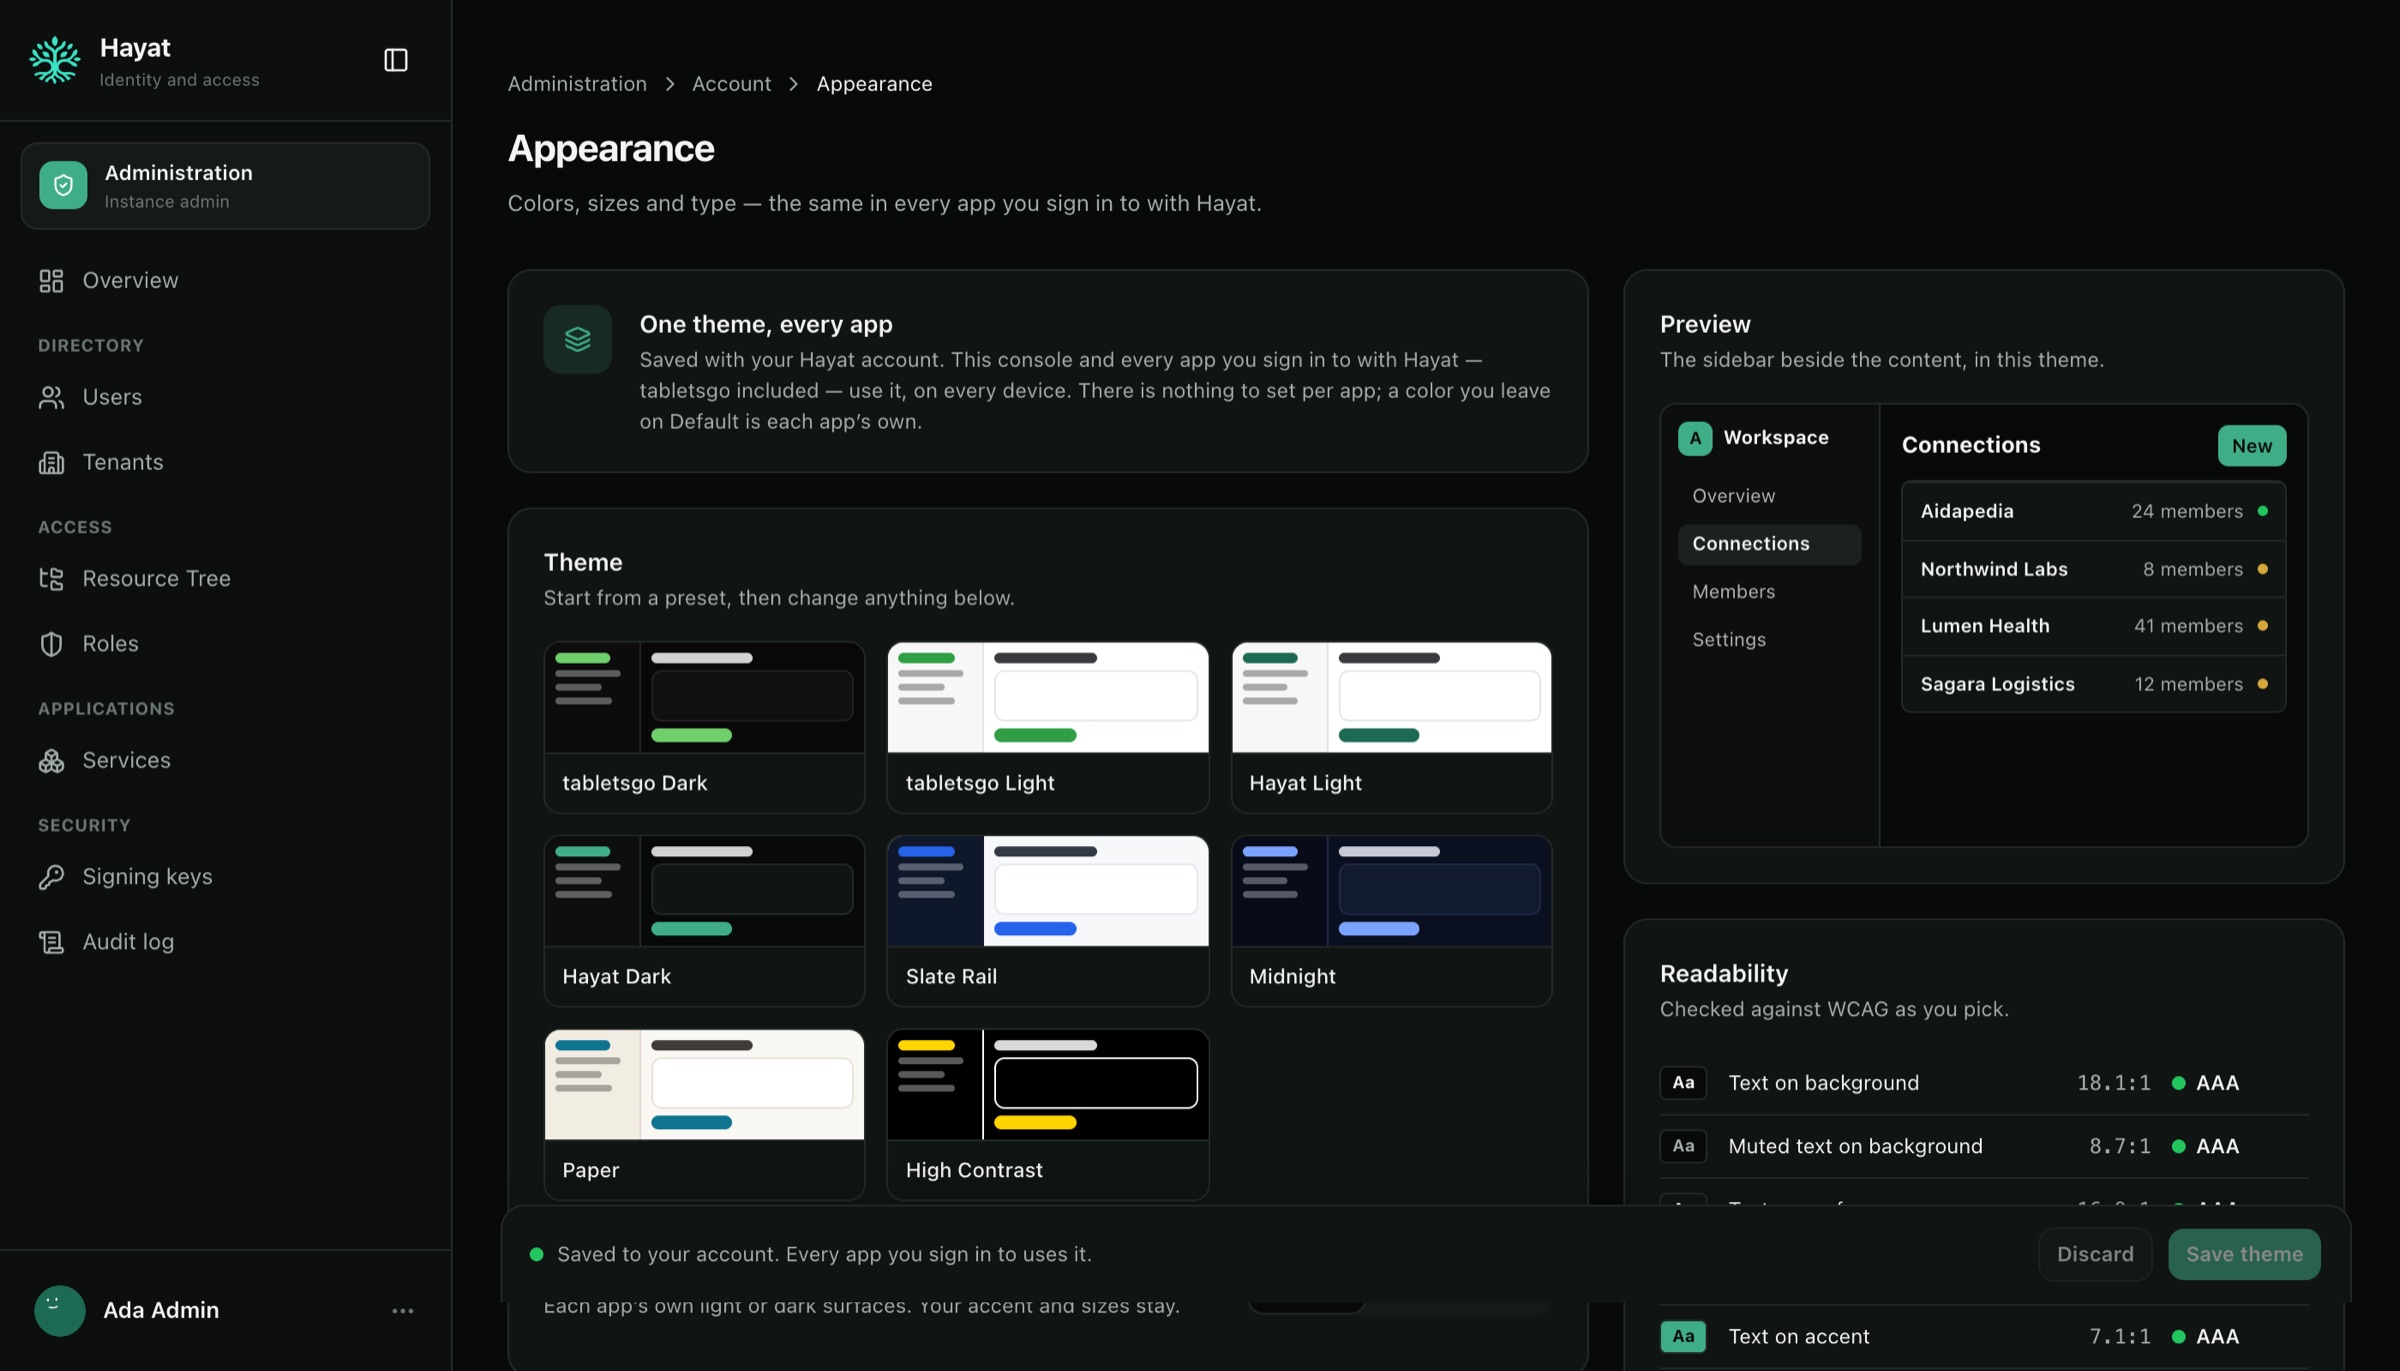 Hayat
Identity and access
Administration
Instance admin
Overview
DIRECTORY
Users
Tenants
ACCESS
Resource Tree
Roles
APPLICATIONS
Services
SECURITY
Signing keys
Audit log
Ada Admin
Administration > Account > Appearance
Appearance
Colors, sizes and type — the same in every app you sign in to with Hayat.
One theme, every app
Saved with your Hayat account. This console and every app you sign in to with Hayat —
tabletsgo included — use it, on every device. There is nothing to set per app; a color you leave
on Default is each app’s own.
Theme
Start from a preset, then change anything below.
tabletsgo Dark
tabletsgo Light
Hayat Light
Hayat Dark
Slate Rail
Midnight
Paper
High Contrast
Each app's own light or dark surfaces. Your accent and sizes stay.
Preview
The sidebar beside the content, in this theme.
A Workspace
Overview
Connections
Members
Settings
Connections
New
Aidapedia 24 members
Northwind Labs 8 members
Lumen Health 41 members
Sagara Logistics 12 members
Readability
Checked against WCAG as you pick.
Aa Text on background 18.1:1 AAA
Aa Muted text on background 8.7:1 AAA
Aa Text on accent 7.1:1 AAA
Saved to your account. Every app you sign in to uses it.
Discard
Save theme